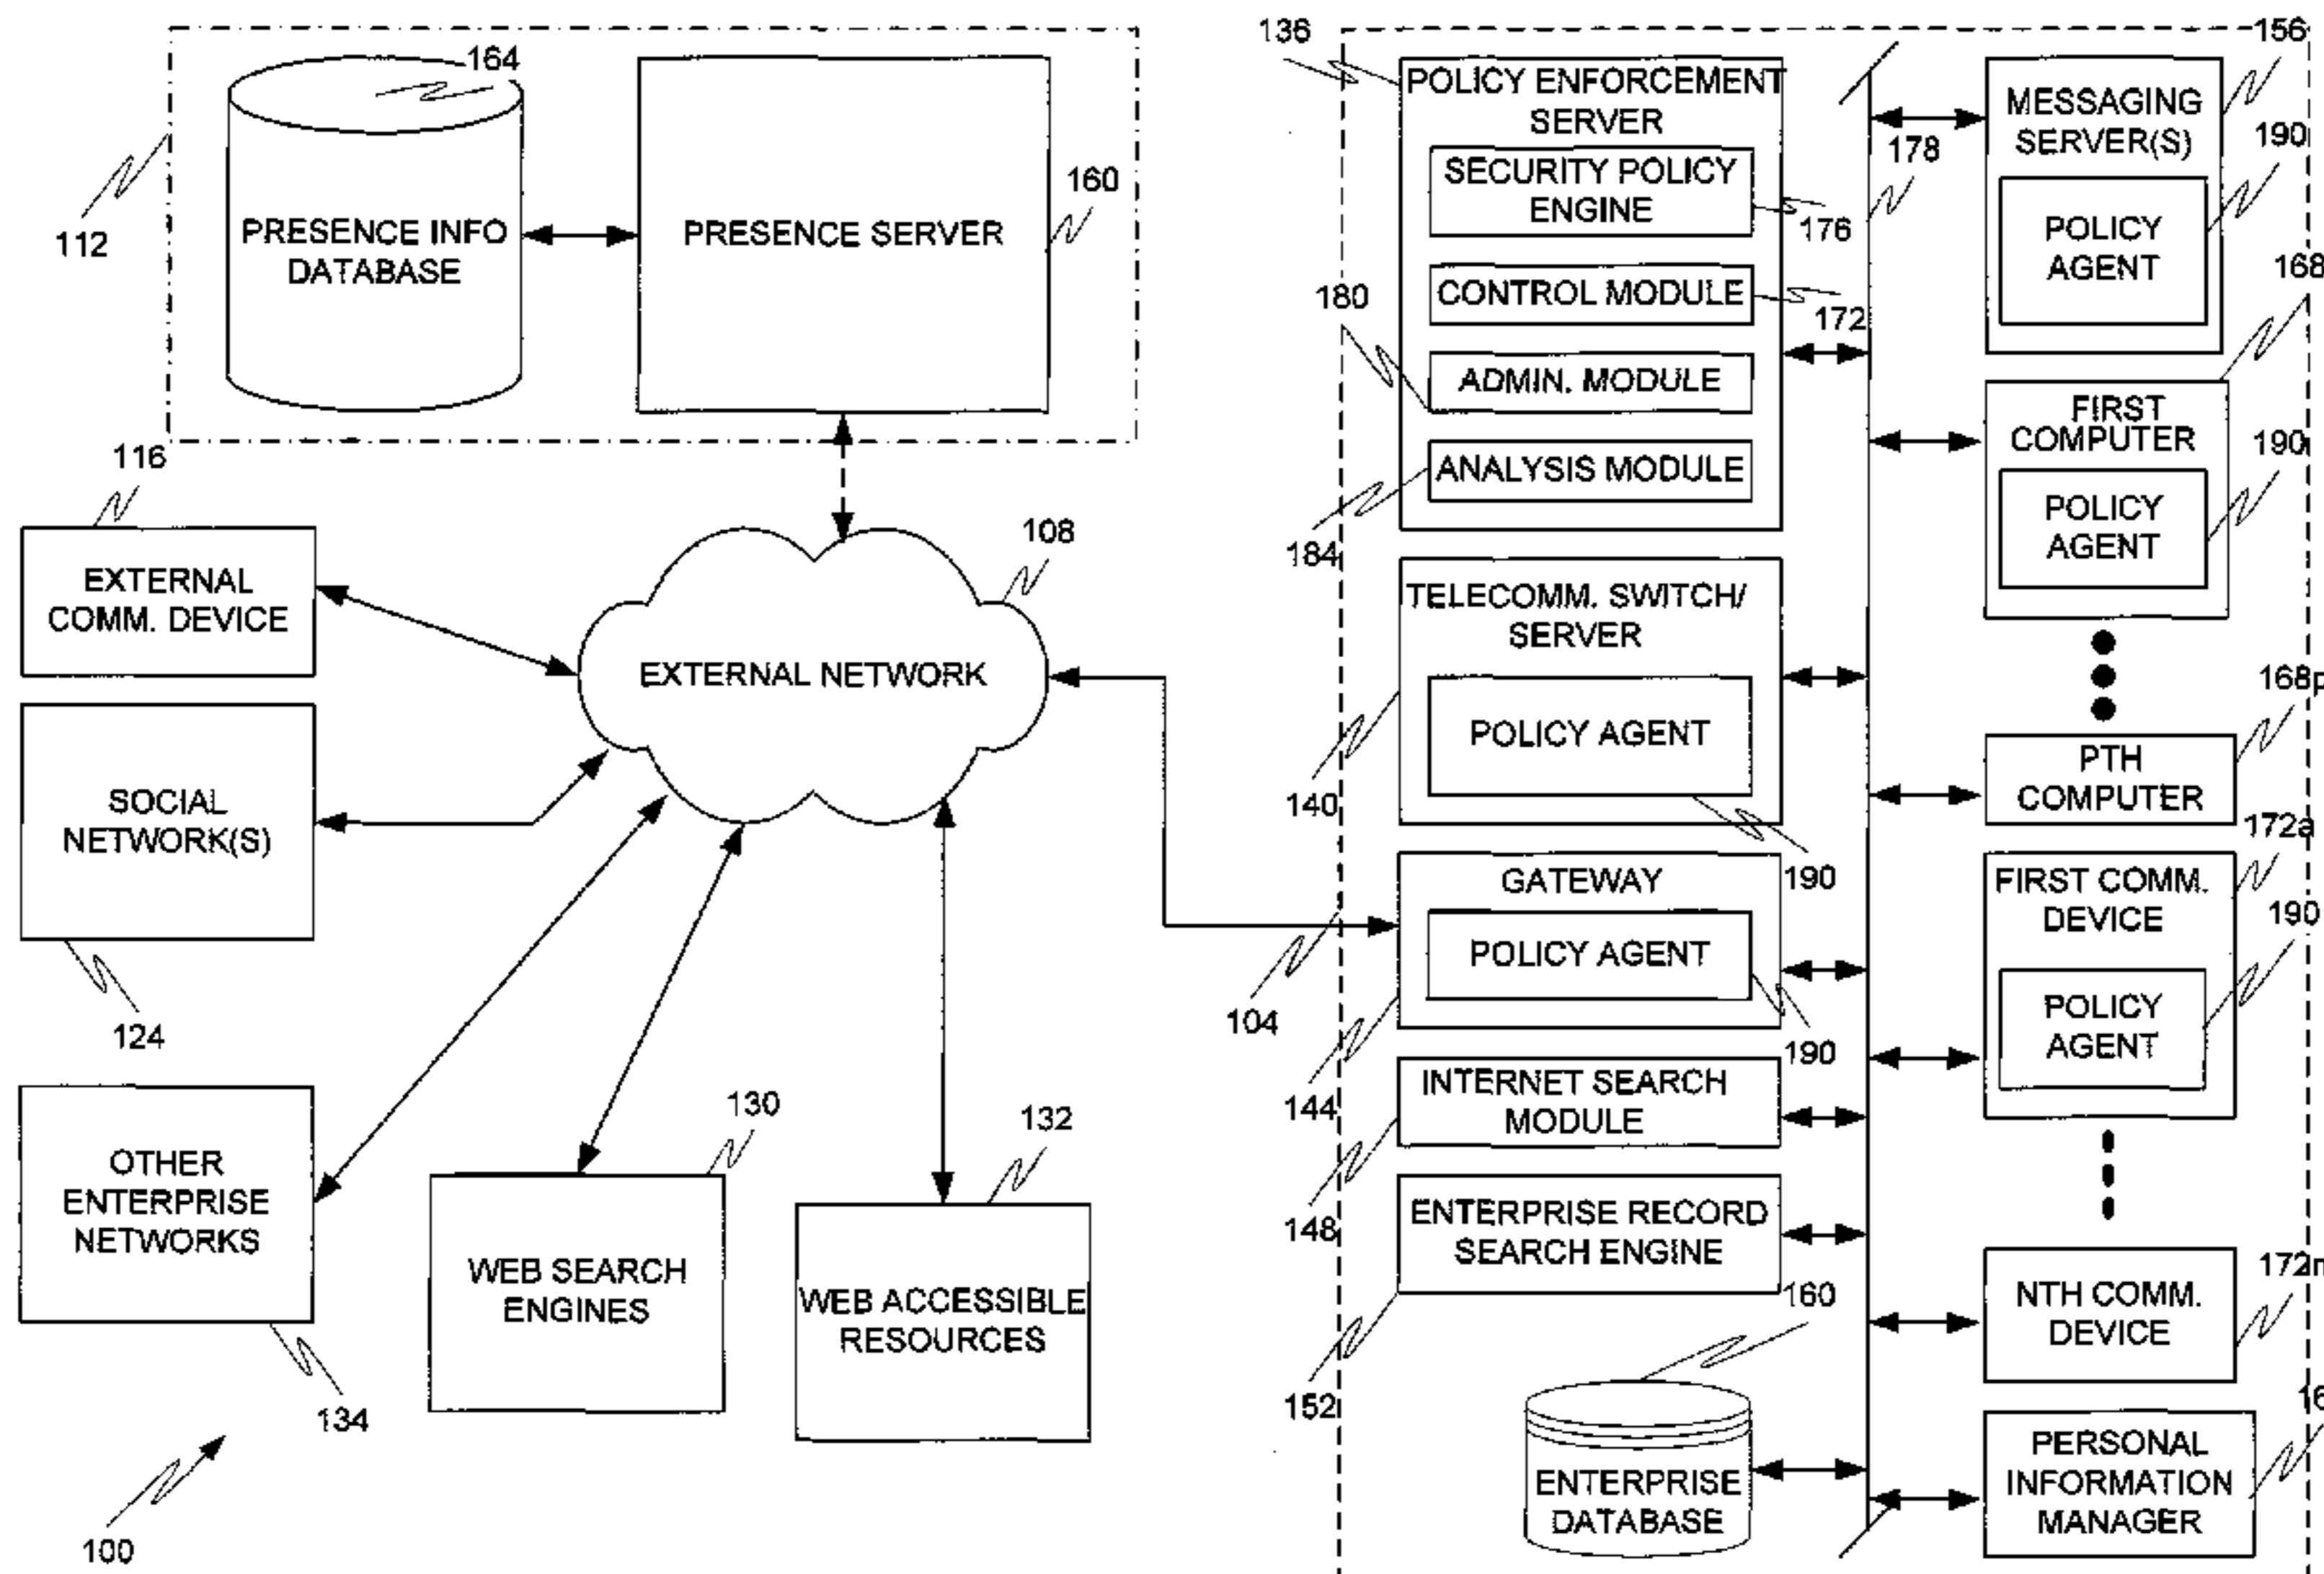 164
PRESENCE INFO
DATABASE
PRESENCE SERVER
160
112
116
EXTERNAL
COMM. DEVICE
108
EXTERNAL NETWORK
SOCIAL
NETWORK(S)
124
OTHER
ENTERPRISE
NETWORKS
134
130
WEB SEARCH
ENGINES
132
WEB ACCESSIBLE
RESOURCES
100
104
136
POLICY ENFORCEMENT
SERVER
SECURITY POLICY
ENGINE
176
CONTROL MODULE
172
180
ADMIN. MODULE
ANALYSIS MODULE
184
TELECOMM. SWITCH/
SERVER
POLICY AGENT
140
190
GATEWAY
POLICY AGENT
190
144
INTERNET SEARCH
MODULE
148
ENTERPRISE RECORD
SEARCH ENGINE
152
160
ENTERPRISE
DATABASE
178
156
MESSAGING
SERVER(S)
190
POLICY
AGENT
168
FIRST
COMPUTER
190
POLICY
AGENT
168p
PTH
COMPUTER
172a
FIRST COMM.
DEVICE
190
POLICY
AGENT
172n
NTH COMM.
DEVICE
PERSONAL
INFORMATION
MANAGER